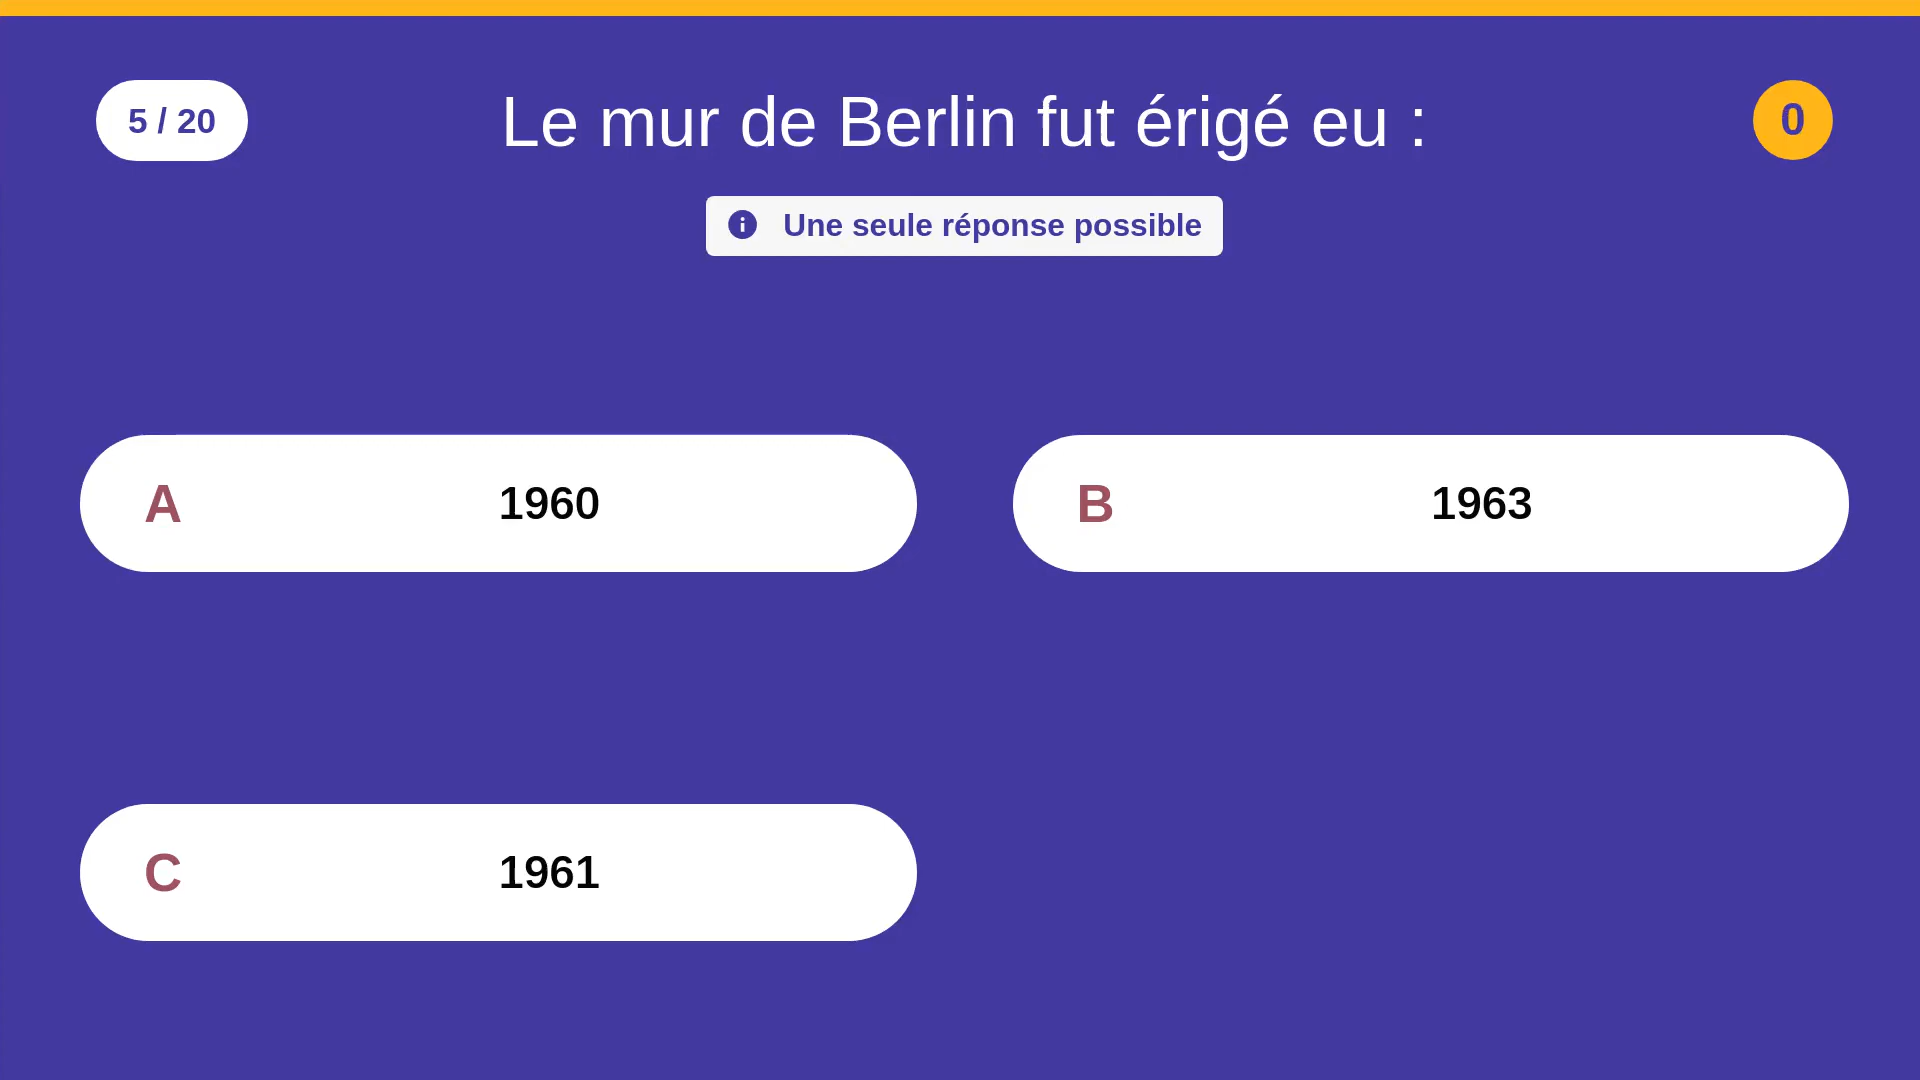 5 / 20
Le mur de Berlin fut érigé eu :
0
Une seule réponse possible
A 1960
B 1963
C 1961